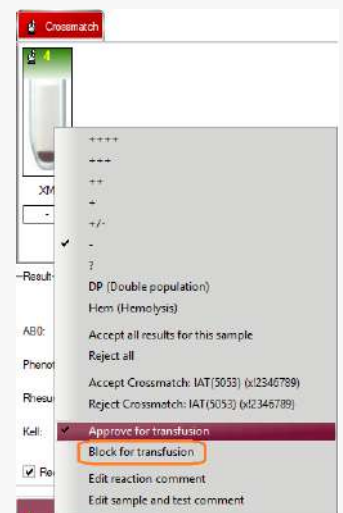 Crossmatch
4
XM
-
++++
+++
++
+
+/-
-
?
DP (Double population)
Hem (Hemolysis)
Accept all results for this sample
Reject all
Accept Crossmatch: IAT(5053) (x12346789)
Reject Crossmatch: IAT(5053) (x12346789)
Approve for transfusion
Block for transfusion
Edit reaction comment
Edit sample and test comment
Result
AB0:
Phenot
Rhesu
Kell:
Re